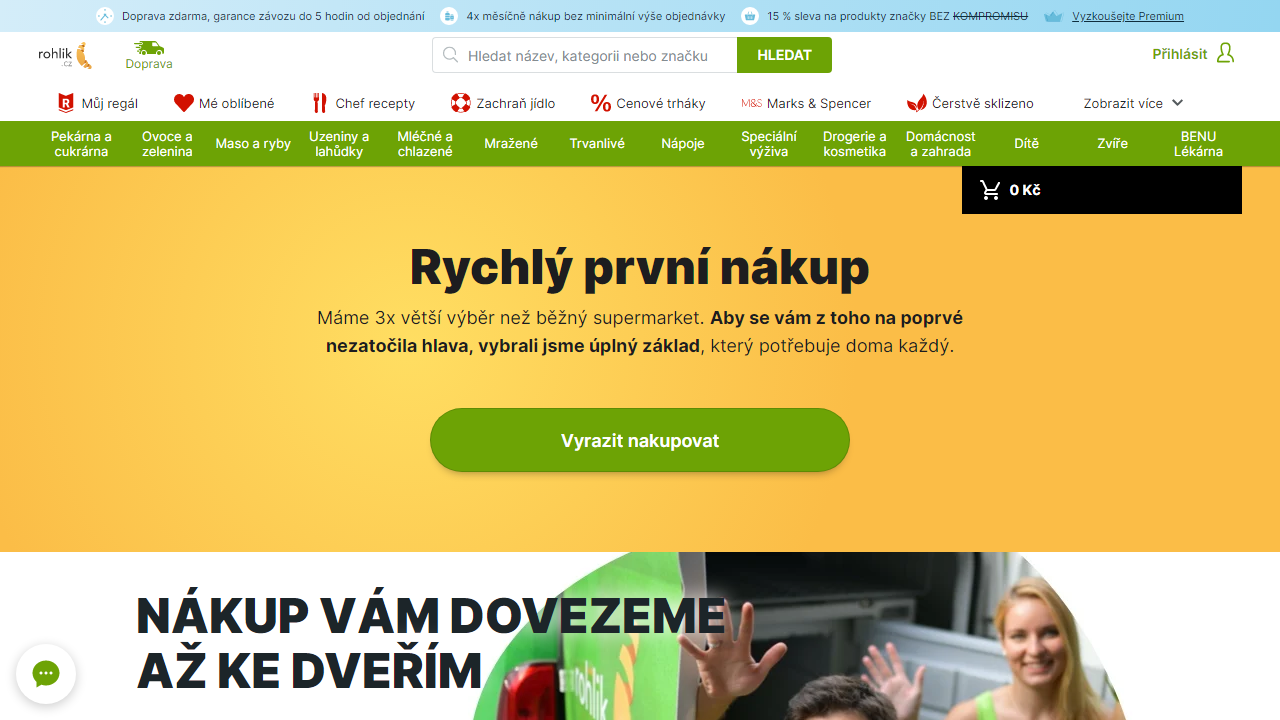 Doprava zdarma, garance závozu do 5 hodin od objednání
4x měsíčně nákup bez minimální výše objednávky
15 % sleva na produkty značky BEZ KOMPROMISU
Vyzkoušejte Premium
rohlik
.cz
Doprava
Hledat název, kategorii nebo značku
HLEDAT
Přihlásit
Můj regál
Mé oblíbené
Chef recepty
Zachraň jídlo
Cenové trháky
M&S
Marks & Spencer
Čerstvě sklizeno
Zobrazit více
Pekárna a
cukrárna
Ovoce a
zelenina
Maso a ryby
Uzeniny a
lahůdky
Mléčné a
chlazené
Mražené
Trvanlivé
Nápoje
Speciální
výživa
Drogerie a
kosmetika
Domácnost
a zahrada
Dítě
Zvíře
BENU
Lékárna
0 Kč
Rychlý první nákup
Máme 3x větší výběr než běžný supermarket. Aby se vám z toho na poprvé
nezatočila hlava, vybrali jsme úplný základ, který potřebuje doma každý.
Vyrazit nakupovat
NÁKUP VÁM DOVEZEME
AŽ KE DVEŘÍM
rohlik